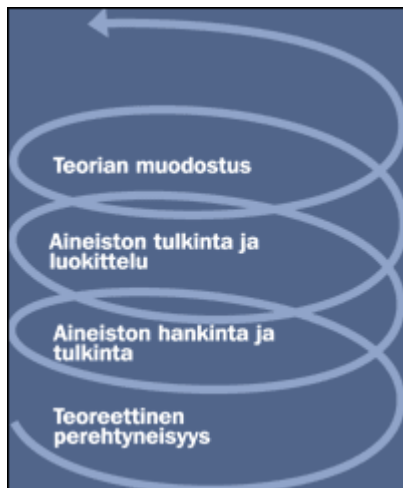 Teorian muodostus
Aineiston tulkinta ja
luokittelu
Aineiston hankinta ja
tulkinta
Teoreettinen
perehtyneisyys